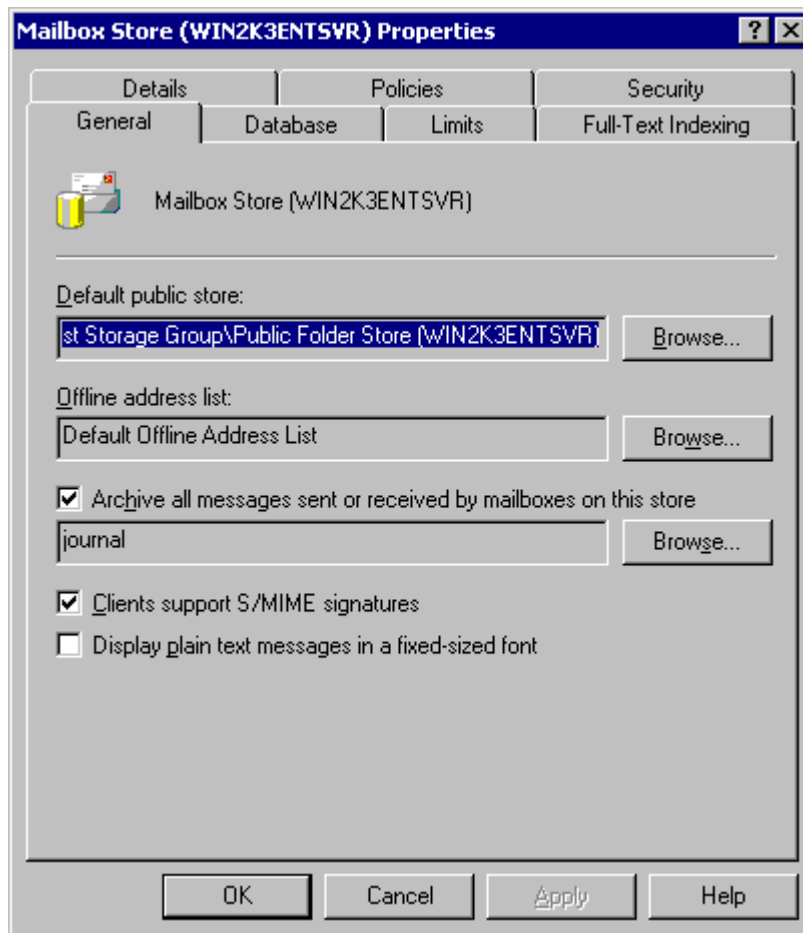 Mailbox Store (WIN2K3ENTSVR) Properties
Details Policies Security
General Database Limits Full-Text Indexing
Mailbox Store (WIN2K3ENTSVR)
Default public store:
st Storage Group\Public Folder Store (WIN2K3ENTSVR) Browse...
Offline address list:
Default Offline Address List Browse...
Archive all messages sent or received by mailboxes on this store
journal Browse...
Clients support S/MIME signatures
Display plain text messages in a fixed-sized font
OK Cancel Apply Help